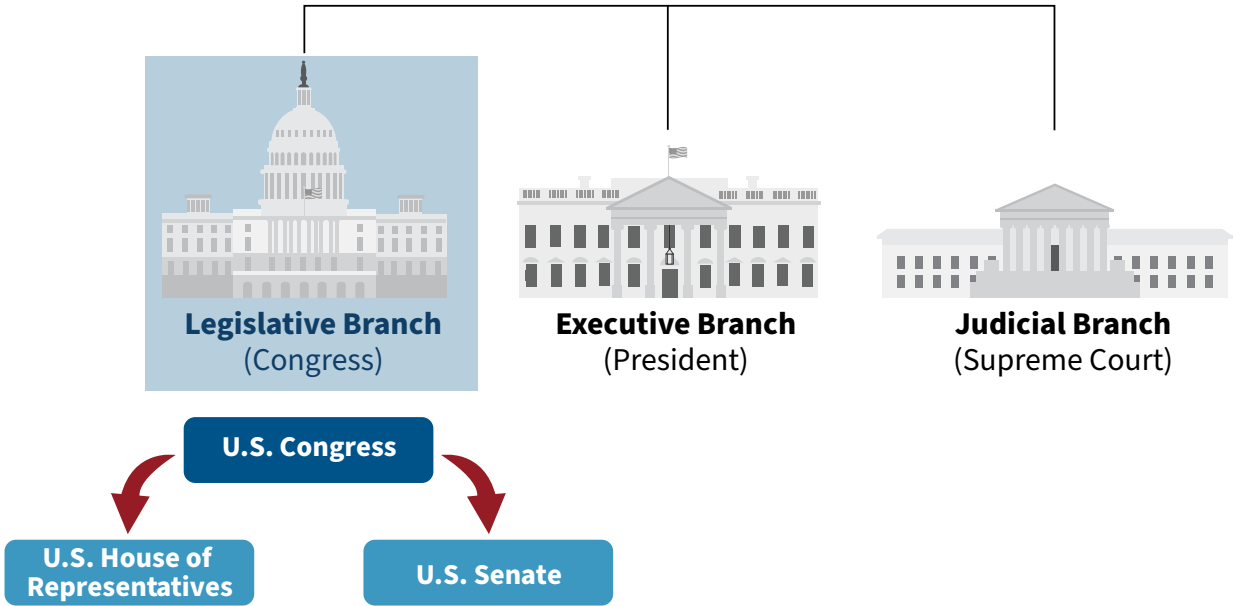 Legislative Branch
(Congress)
Executive Branch
(President)
Judicial Branch
(Supreme Court)
U.S. Congress
U.S. House of
Representatives
U.S. Senate